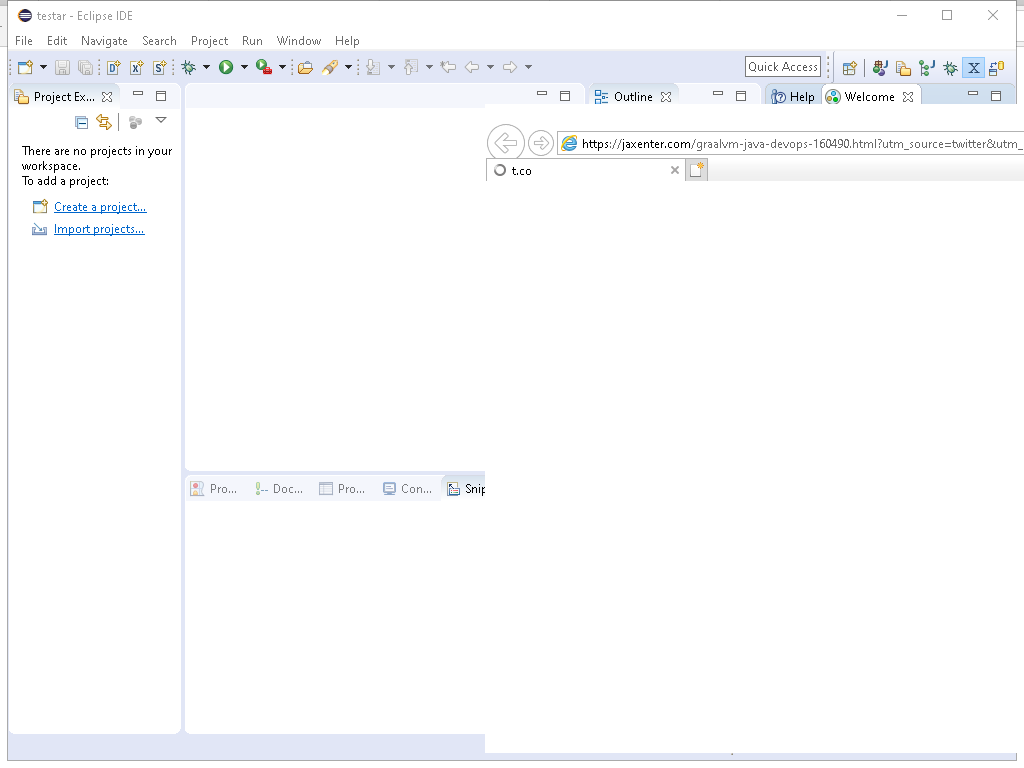 testar - Eclipse IDE
File Edit Navigate Search Project Run Window Help
Quick Access
Project Ex...
Outline
Help
Welcome
There are no projects in your
workspace.
To add a project:
Create a project...
Import projects...
https://jaxenter.com/graalvm-java-devops-160490.html?utm_source=twitter&utm_
t.co
Pro... Doc... Pro... Con... Snip